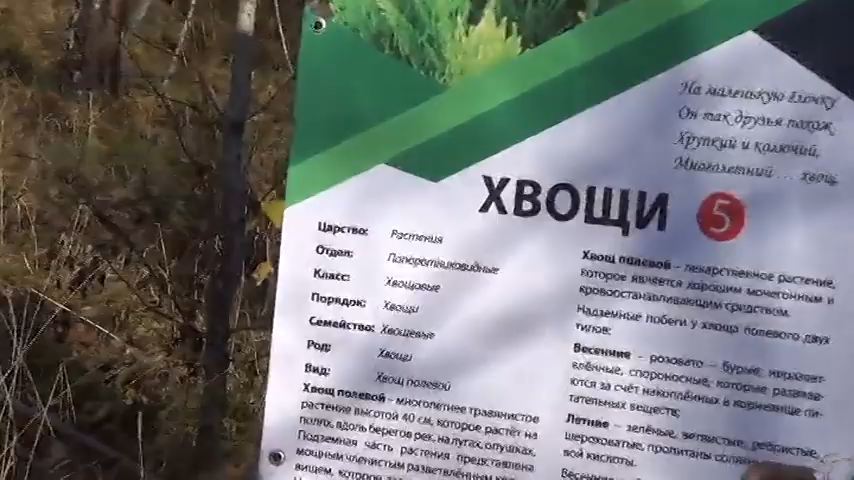 На маленькую ёлочку
Он так друзья похож,
Хрупкий и колючий,
Многолетний ... хвощ.
ХВОЩИ 5
Царство: Растения
Отдел: Папоротниковидные
Класс: Хвощовые
Порядок: Хвощи
Семейство: Хвощевые
Род: Хвощи
Вид: Хвощ полевой
Хвощ полевой – многолетнее травянистое
растение высотой 40 см, которое растёт на
полях, вдоль берегов рек, на лугах, опушках.
Подземная часть растения представлена
мощным членистым разветвлённым
вищем, которое
Хвощ полевой – лекарственное растение,
которое является хорошим мочегонным и
кровоостанавливающим средством.
Надземные побеги у хвоща полевого двух
типов:
Весенние – розовато – бурые, неразвет-
влённые, спороносные, которые развива-
ются за счёт накопленных в корневище пи-
тательных веществ;
Летние – зелёные, ветвистые, ребристые,
шероховатые, пропитаны
вой кислоты.
Весенние